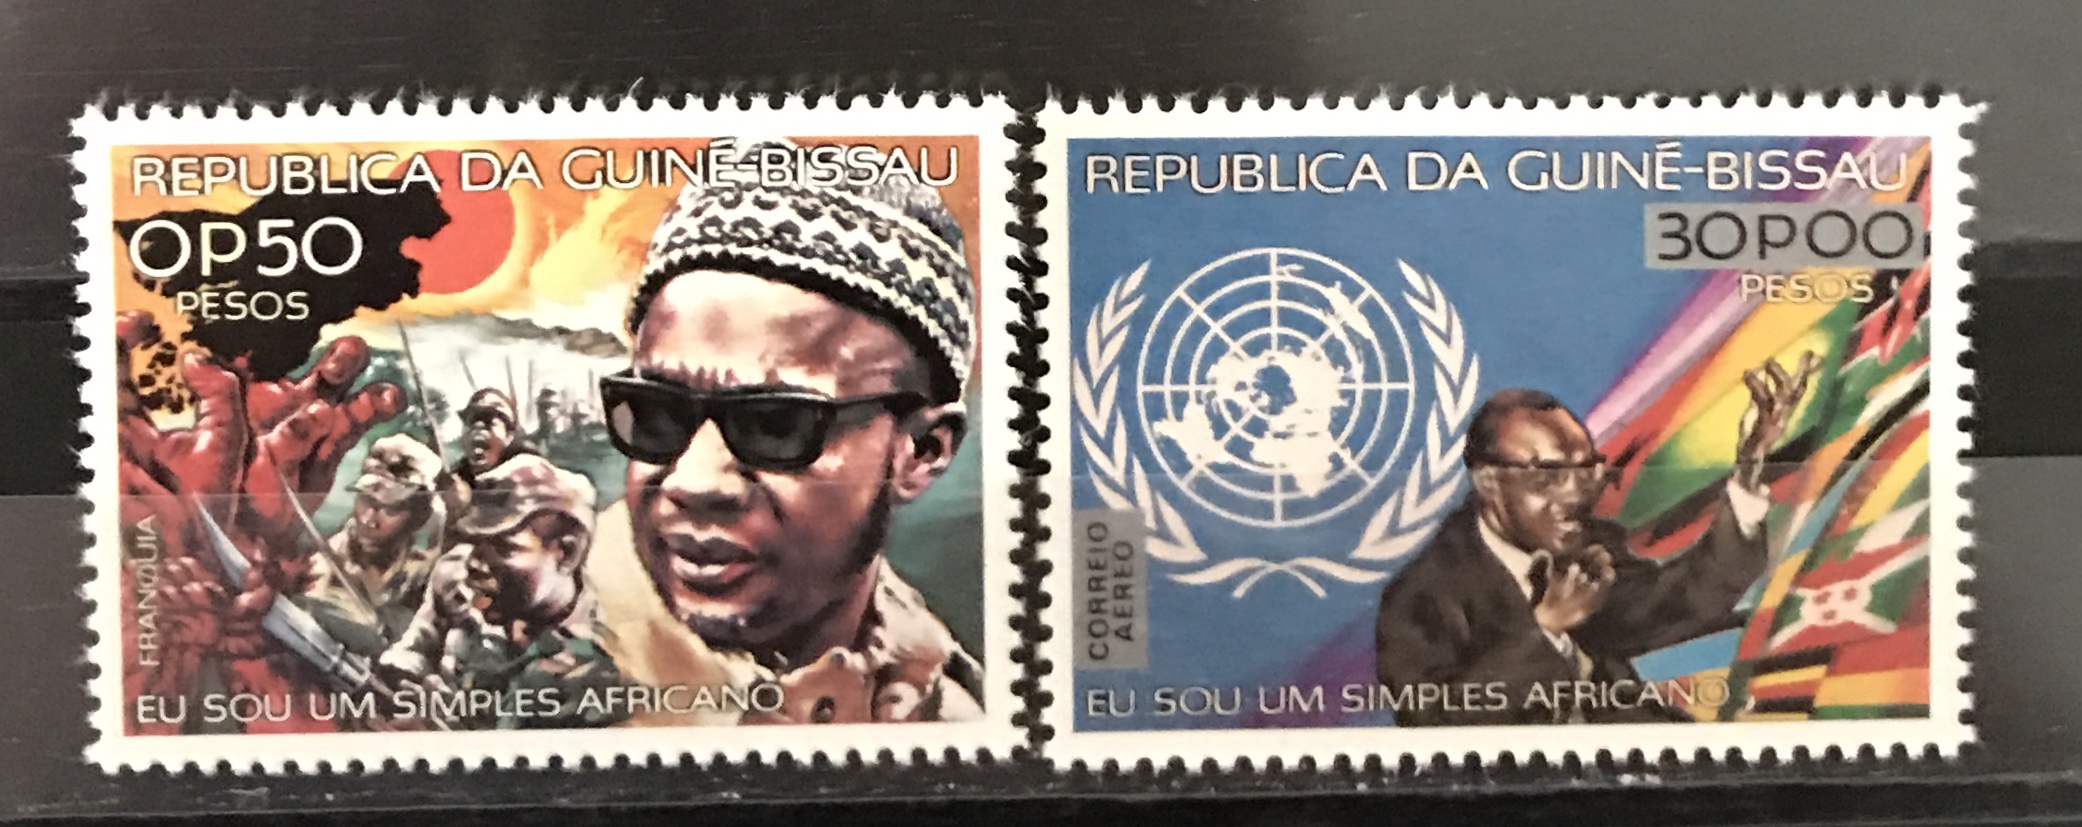 REPUBLICA DA GUINÉ-BISSAU
0P50
PESOS
FRANQUIA
EU SOU UM SIMPLES AFRICANO
REPUBLICA DA GUINÉ-BISSAU
30P00
PESOS
CORREIO
AEREO
EU SOU UM SIMPLES AFRICANO